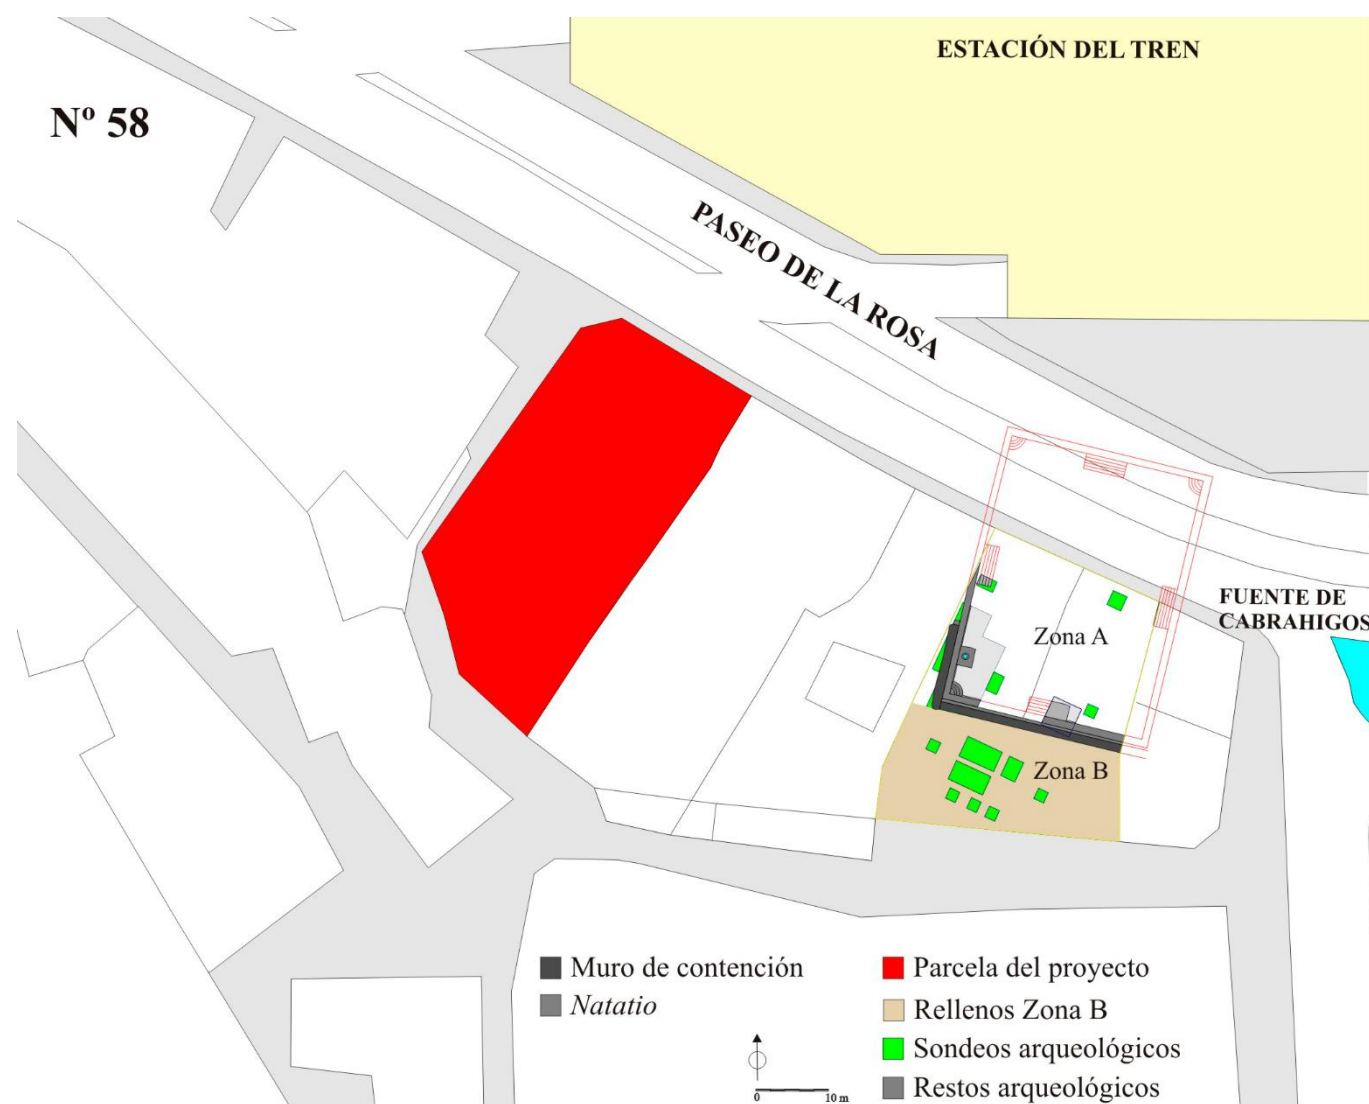 ESTACIÓN DEL TREN
Nº 58
PASEO DE LA ROSA
FUENTE DE
CABRAHIGOS
Zona A
Zona B
Muro de contención
Natatio
Parcela del proyecto
Rellenos Zona B
Sondeos arqueológicos
Restos arqueológicos
0 10 m